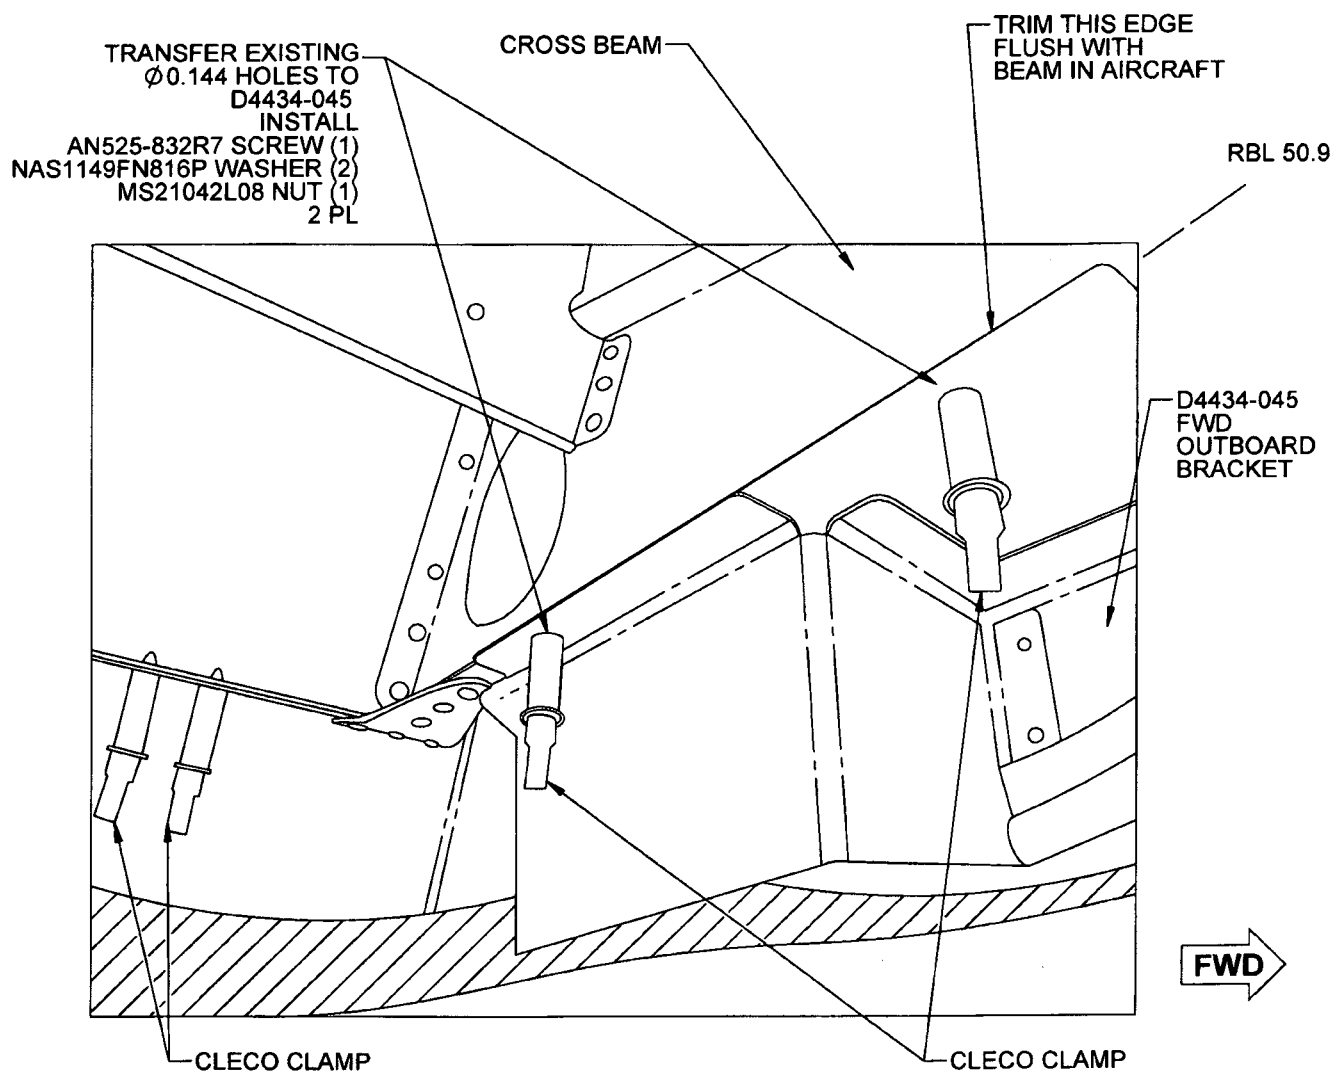 TRANSFER EXISTING
Ø0.144 HOLES TO
D4434-045
INSTALL
AN525-832R7 SCREW (1)
NAS1149FN816P WASHER (2)
MS21042L08 NUT (1)
2 PL
CROSS BEAM
TRIM THIS EDGE
FLUSH WITH
BEAM IN AIRCRAFT
RBL 50.9
D4434-045
FWD
OUTBOARD
BRACKET
FWD
CLECO CLAMP
CLECO CLAMP